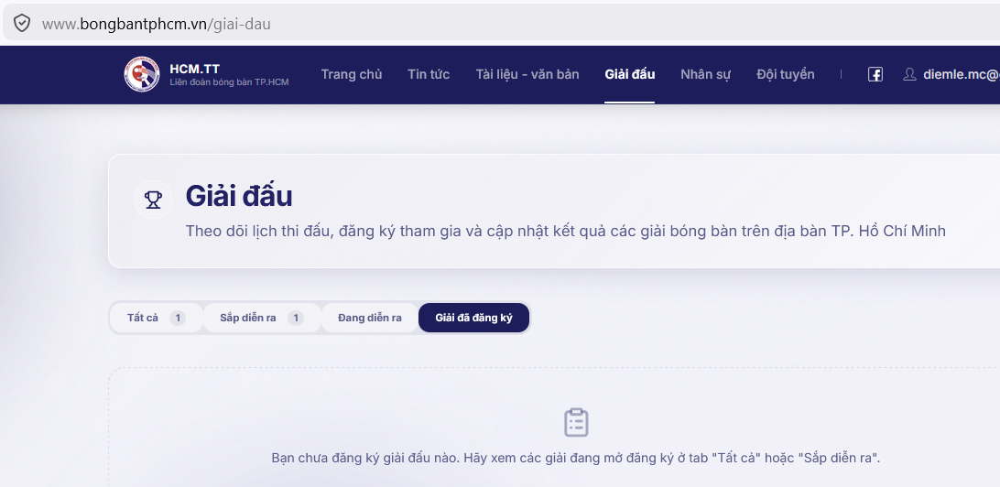 www.bongbantphcm.vn/giai-dau
HCM.TT
Liên đoàn bóng bàn TP.HCM
Trang chủ Tin tức Tài liệu - văn bản Giải đấu Nhân sự Đội tuyển diemle.mc@
Giải đấu
Theo dõi lịch thi đấu, đăng ký tham gia và cập nhật kết quả các giải bóng bàn trên địa bàn TP. Hồ Chí Minh
Tất cả 1 Sắp diễn ra 1 Đang diễn ra Giải đã đăng ký
Bạn chưa đăng ký giải đấu nào. Hãy xem các giải đang mở đăng ký ở tab "Tất cả" hoặc "Sắp diễn ra".